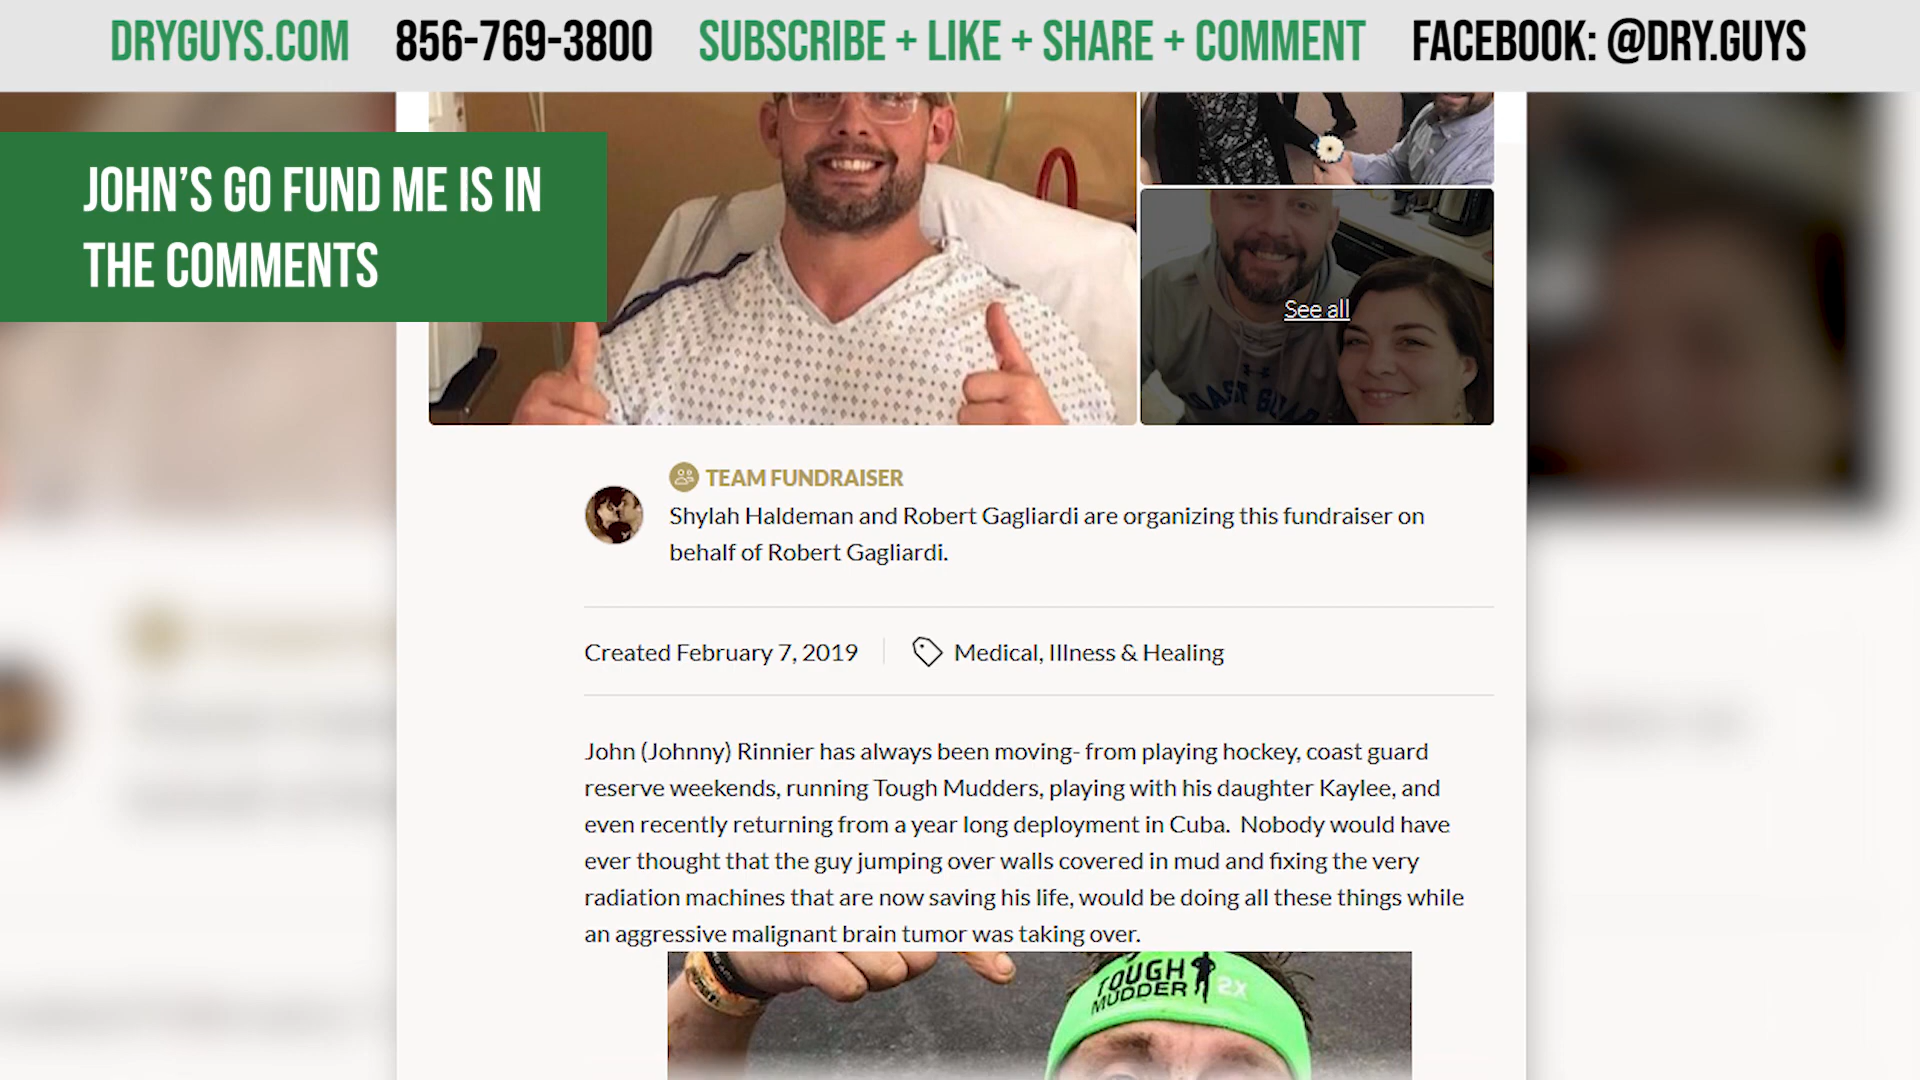 DRYGUYS.COM 856-769-3800 SUBSCRIBE + LIKE + SHARE + COMMENT FACEBOOK: @DRY.GUYS
JOHN'S GO FUND ME IS IN
THE COMMENTS
See all
TEAM FUNDRAISER
Shylah Haldeman and Robert Gagliardi are organizing this fundraiser on
behalf of Robert Gagliardi.
Created February 7, 2019 Medical, Illness & Healing
John (Johnny) Rinnier has always been moving- from playing hockey, coast guard
reserve weekends, running Tough Mudders, playing with his daughter Kaylee, and
even recently returning from a year long deployment in Cuba.  Nobody would have
ever thought that the guy jumping over walls covered in mud and fixing the very
radiation machines that are now saving his life, would be doing all these things while
an aggressive malignant brain tumor was taking over.
TOUGH
MUDDER 2X